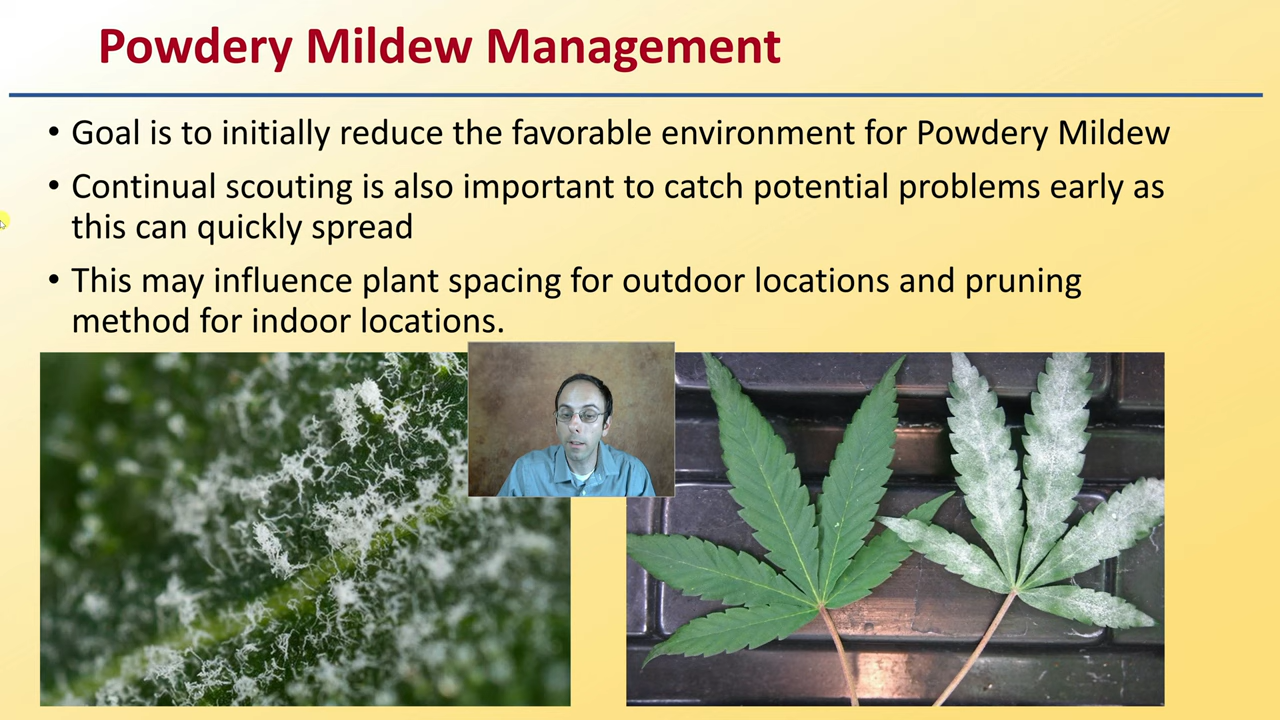 Powdery Mildew Management
• Goal is to initially reduce the favorable environment for Powdery Mildew
• Continual scouting is also important to catch potential problems early as
this can quickly spread
• This may influence plant spacing for outdoor locations and pruning
method for indoor locations.